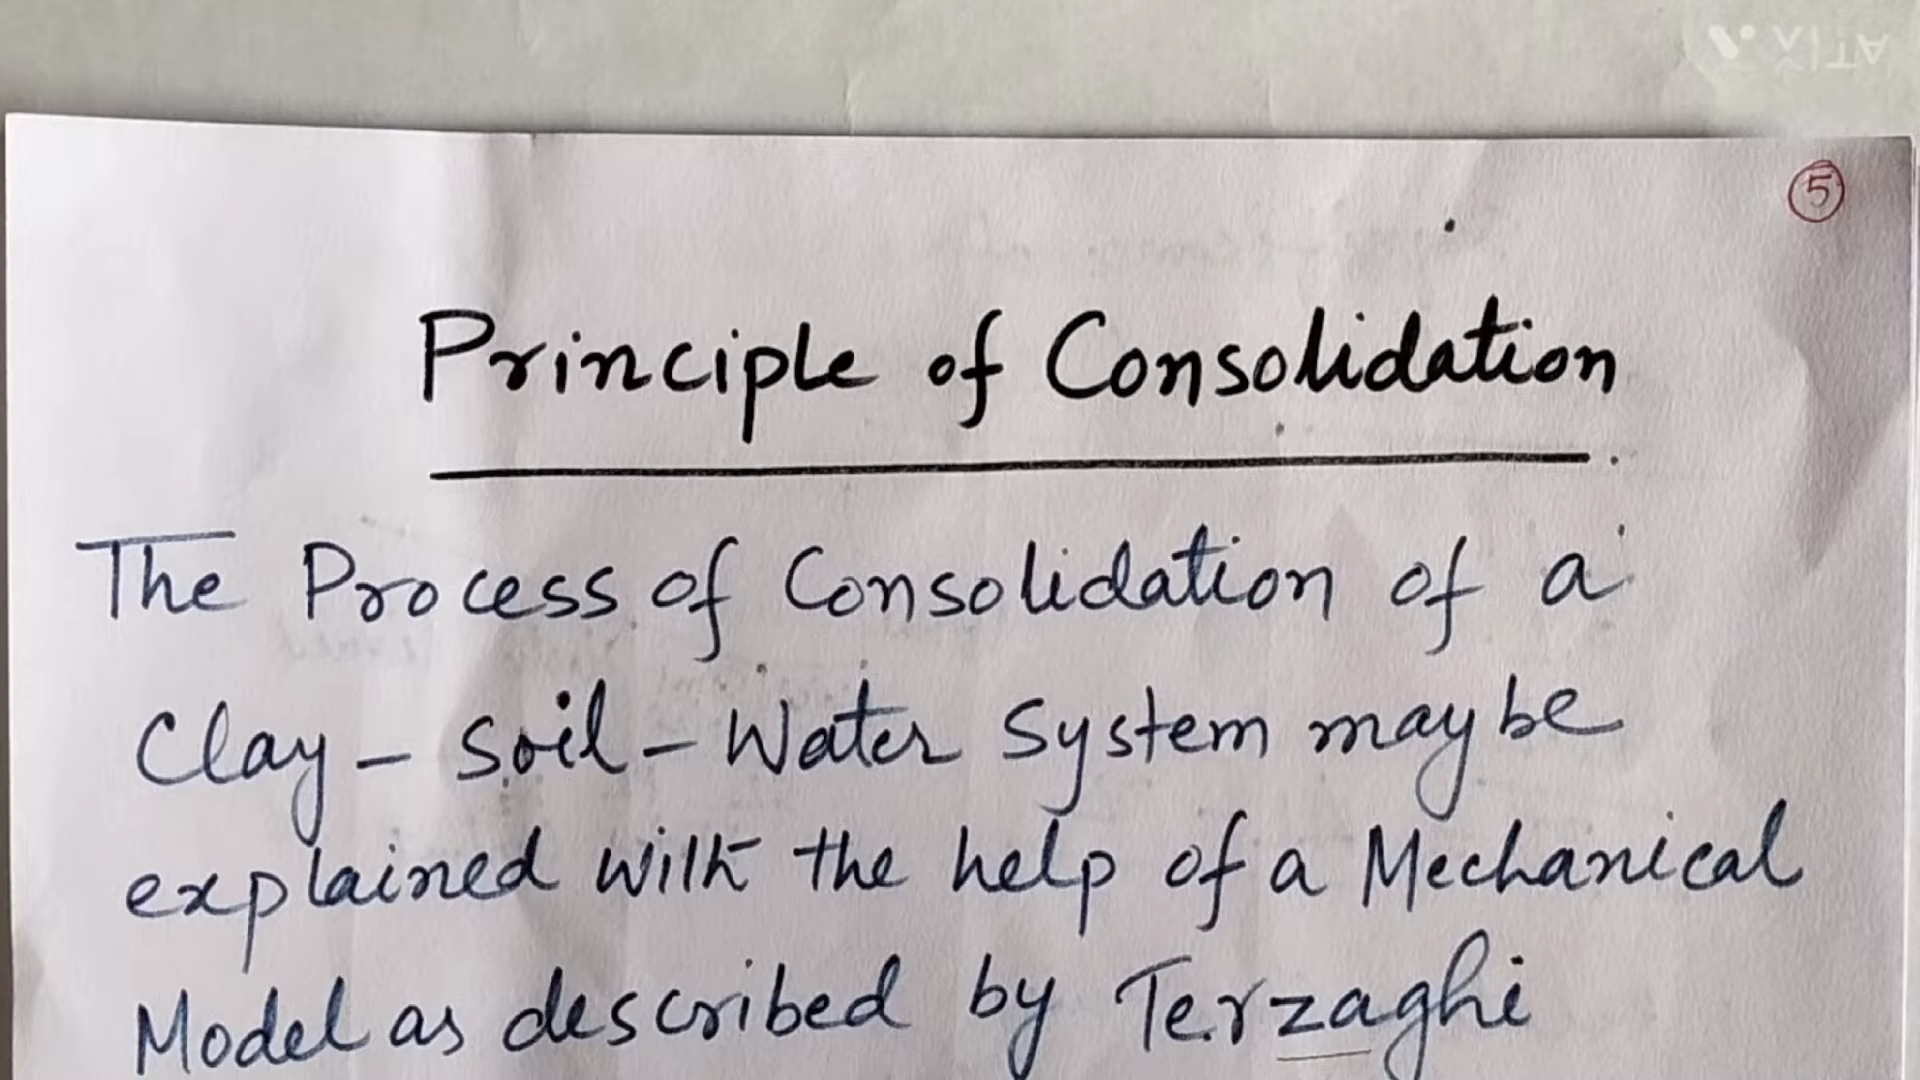 VITA
5
Principle of Consolidation
The Process of Consolidation of a
Clay - Soil - Water System may be
explained with the help of a Mechanical
Model as described by Terzaghi